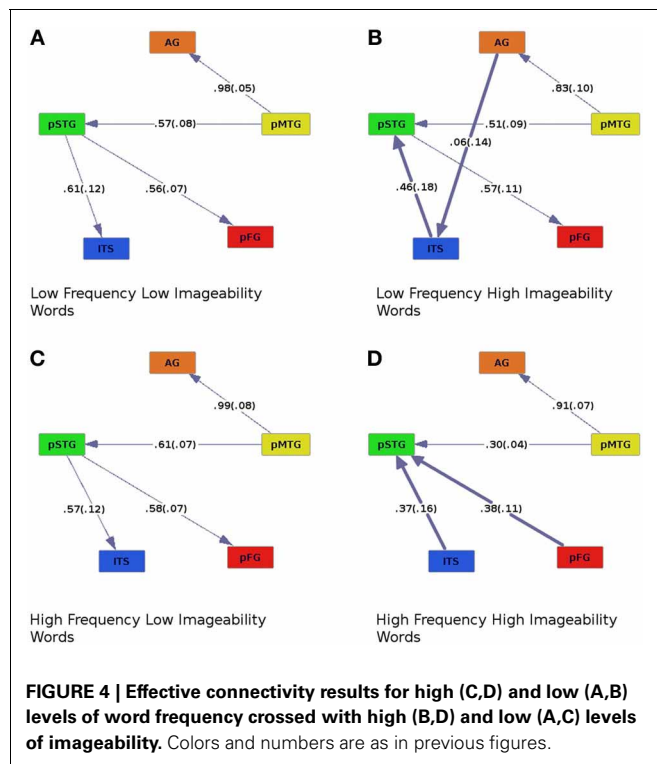 A
AG
.98(.05)
pSTG
.57(.08)
pMTG
.61(.12)
.56(.07)
ITS
pFG
Low Frequency Low Imageability
Words
B
AG
.83(.10)
pSTG
.51(.09)
pMTG
.06(.14)
.46(.18)
.57(.11)
ITS
pFG
Low Frequency High Imageability
Words
C
AG
.99(.08)
pSTG
.61(.07)
pMTG
.57(.12)
.58(.07)
ITS
pFG
High Frequency Low Imageability
Words
D
AG
.91(.07)
pSTG
.30(.04)
pMTG
.37(.16)
.38(.11)
ITS
pFG
High Frequency High Imageability
Words
FIGURE 4 | Effective connectivity results for high (C,D) and low (A,B)
levels of word frequency crossed with high (B,D) and low (A,C) levels
of imageability. Colors and numbers are as in previous figures.